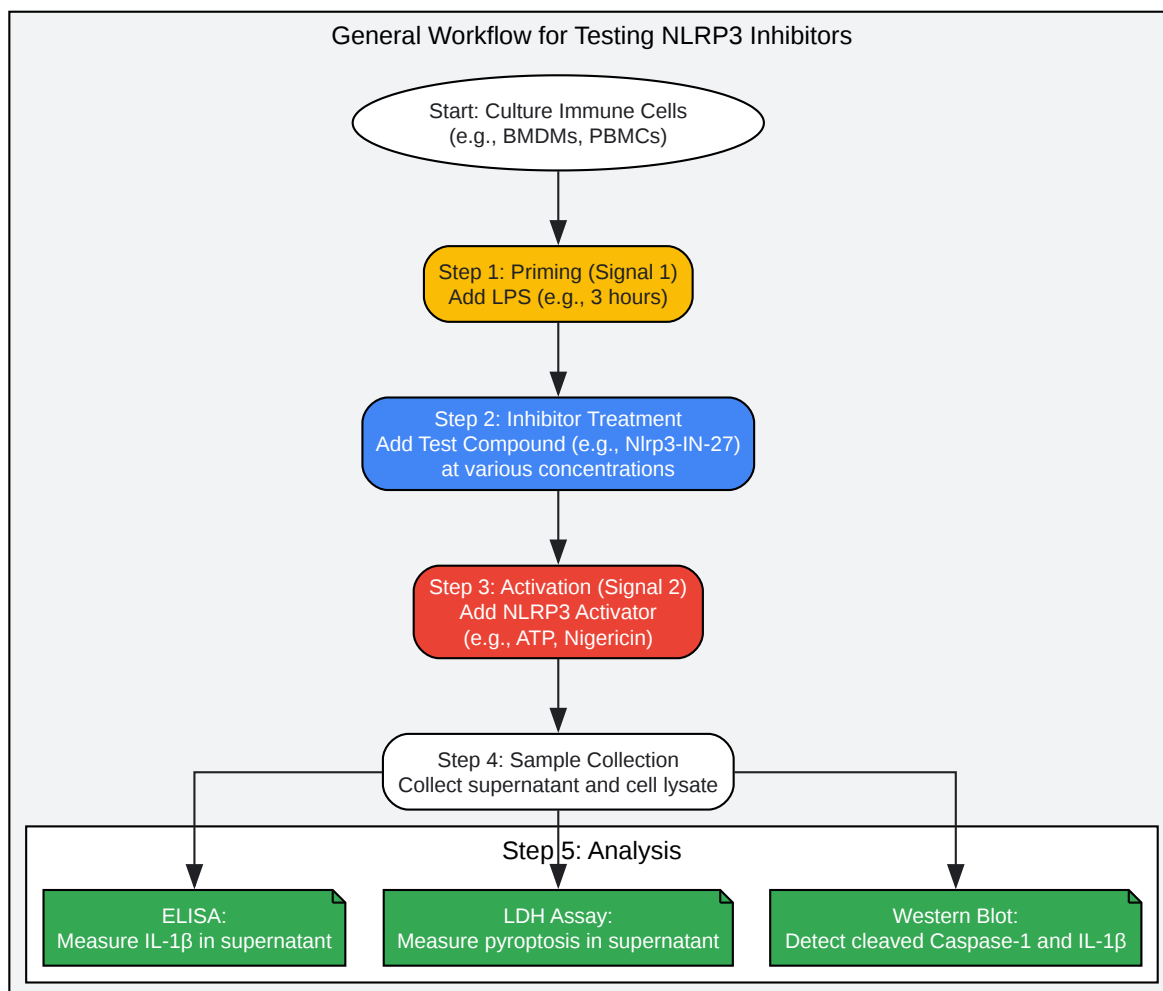 General Workflow for Testing NLRP3 Inhibitors
Start: Culture Immune Cells
(e.g., BMDMs, PBMCs)
Step 1: Priming (Signal 1)
Add LPS (e.g., 3 hours)
Step 2: Inhibitor Treatment
Add Test Compound (e.g., Nlrp3-IN-27)
at various concentrations
Step 3: Activation (Signal 2)
Add NLRP3 Activator
(e.g., ATP, Nigericin)
Step 4: Sample Collection
Collect supernatant and cell lysate
Step 5: Analysis
ELISA:
Measure IL-1β in supernatant
LDH Assay:
Measure pyroptosis in supernatant
Western Blot:
Detect cleaved Caspase-1 and IL-1β